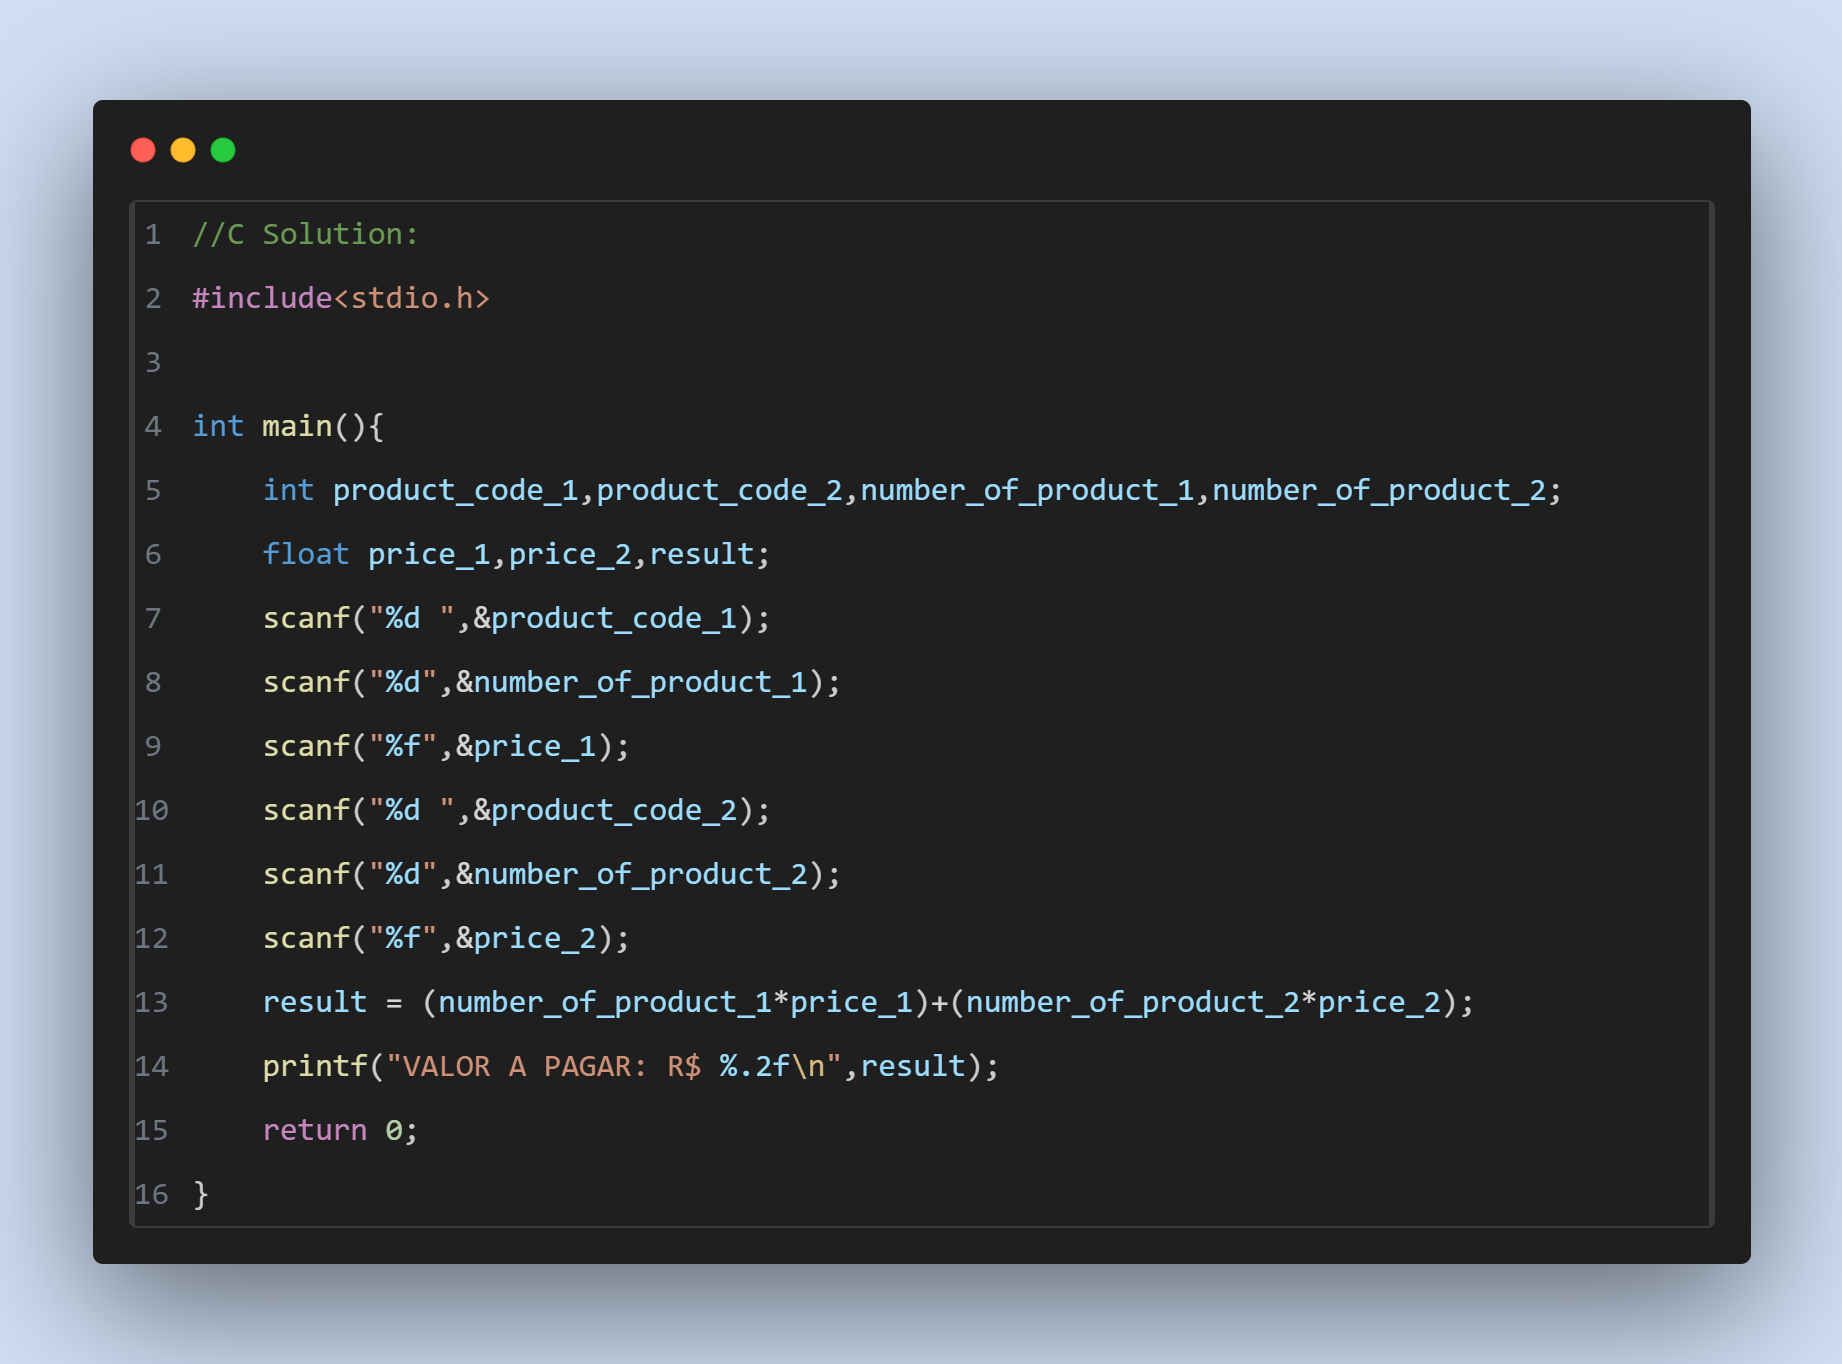 1 //C Solution:
2 #include<stdio.h>
3
4 int main(){
5     int product_code_1,product_code_2,number_of_product_1,number_of_product_2;
6     float price_1,price_2,result;
7     scanf("%d ",&product_code_1);
8     scanf("%d",&number_of_product_1);
9     scanf("%f",&price_1);
10     scanf("%d ",&product_code_2);
11     scanf("%d",&number_of_product_2);
12     scanf("%f",&price_2);
13     result = (number_of_product_1*price_1)+(number_of_product_2*price_2);
14     printf("VALOR A PAGAR: R$ %.2f\n",result);
15     return 0;
16 }